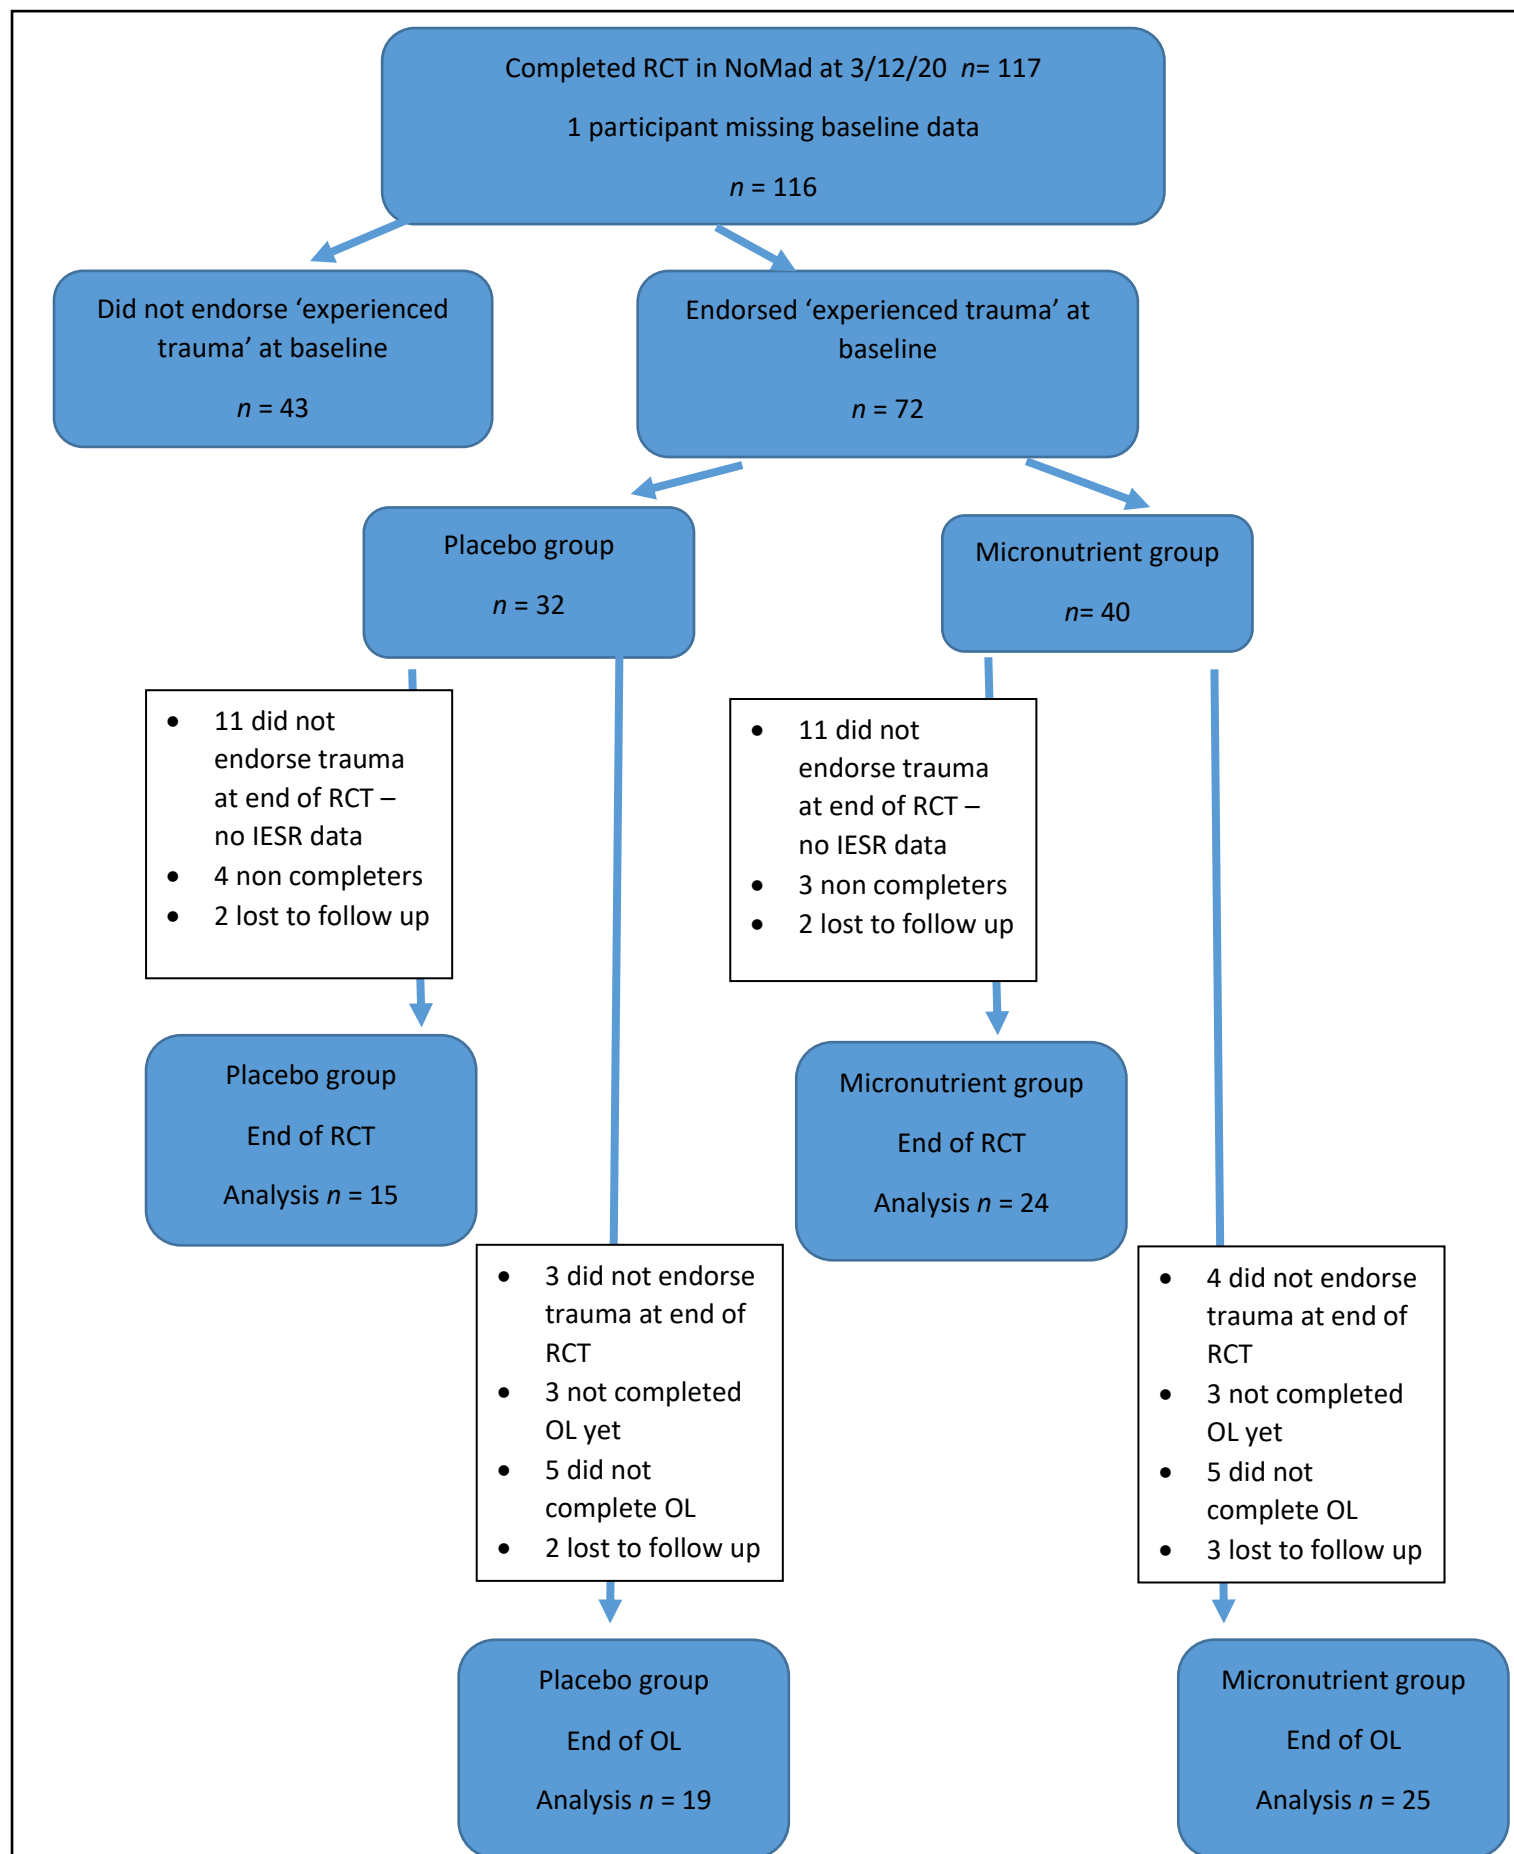 Completed RCT in NoMad at 3/12/20 n= 117
1 participant missing baseline data
n = 116
Did not endorse ‘experienced
trauma’ at baseline
n = 43
Endorsed ‘experienced trauma’ at
baseline
n = 72
Placebo group
n = 32
Micronutrient group
n= 40
• 11 did not
endorse trauma
at end of RCT –
no IESR data
• 4 non completers
• 2 lost to follow up
• 11 did not
endorse trauma
at end of RCT –
no IESR data
• 3 non completers
• 2 lost to follow up
Placebo group
End of RCT
Analysis n = 15
Micronutrient group
End of RCT
Analysis n = 24
• 3 did not endorse
trauma at end of
RCT
• 3 not completed
OL yet
• 5 did not
complete OL
• 2 lost to follow up
• 4 did not endorse
trauma at end of
RCT
• 3 not completed
OL yet
• 5 did not
complete OL
• 3 lost to follow up
Placebo group
End of OL
Analysis n = 19
Micronutrient group
End of OL
Analysis n = 25